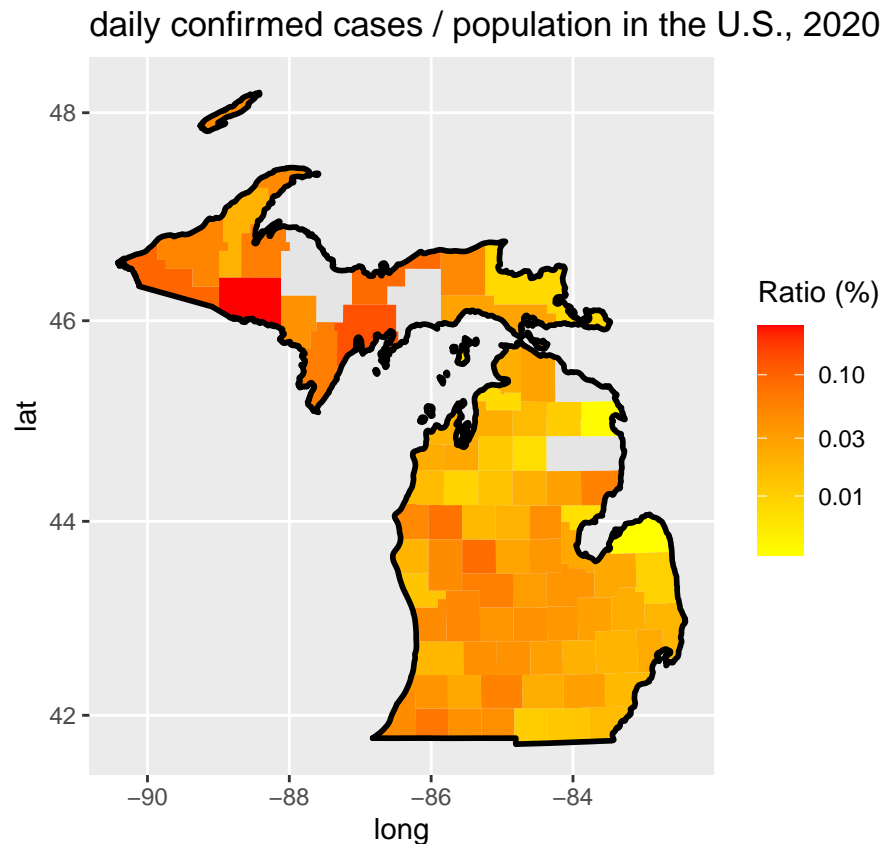 daily confirmed cases / population in the U.S., 2020
48
46
44
42
lat
−90
−88
−86
−84
long
Ratio (%)
0.10
0.03
0.01